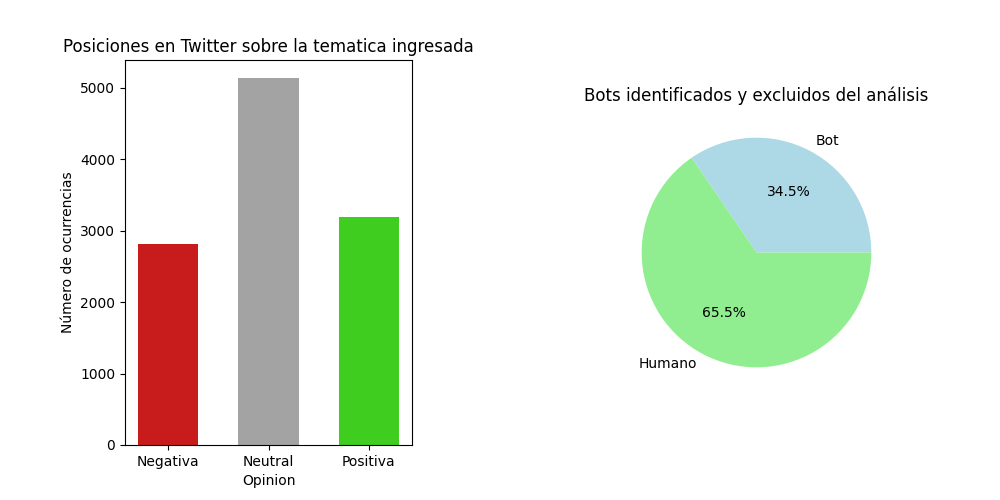 Posiciones en Twitter sobre la tematica ingresada
Número de ocurrencias
5000
4000
3000
2000
1000
0
Negativa
Neutral
Positiva
Opinion
Bots identificados y excluidos del análisis
Bot
34.5%
65.5%
Humano